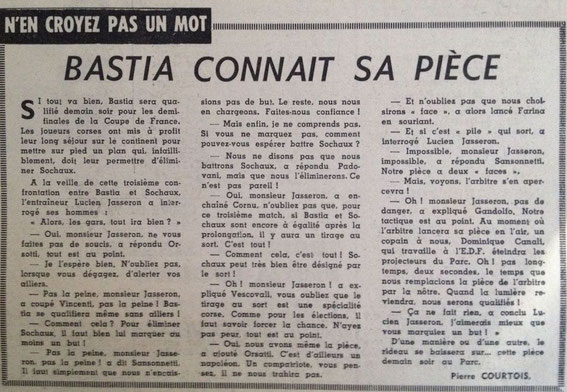 N'EN CROYEZ PAS UN MOT
BASTIA CONNAIT SA PIÈCE
SI tout va bien, Bastia sera qua-
lifié demain soir pour les demi-
finales de la Coupe de France.
Les joueurs corses ont mis à profit
leur long séjour sur le continent pour
mettre sur pied un plan qui, infailli-
blement, doit leur permettre d'élimi-
ner Sochaux.
A la veille de cette troisième con-
frontation entre Bastia et Sochaux,
l'entraîneur Lucien Jasseron a inter-
rogé ses hommes :
« Alors, les gars, tout ira bien ? »
— Oui, monsieur Jasseron, ne vous
faites pas de soucis, a répondu Or-
satti, tout est au point.
— Je l'espère bien. N'oubliez pas,
lorsque vous dégagez, d'alerter vos
ailiers.
— Pas la peine, monsieur Jasseron,
a coupé Vincenti, pas la peine ! Bas-
tia se qualifiera même sans ailiers !
— Comment cela ? Pour éliminer
Sochaux, il faut bien lui marquer au
moins un but !
— Pas la peine, monsieur Jasse-
ron, pas la peine ! a dit Sansonnetti.
Il faut simplement que nous n'encais-
sions pas de but. Le reste, nous nous
en chargeons. Faites-nous confiance !
— Mais enfin, je ne comprends pas.
Si vous ne marquez pas, comment
pouvez-vous espérer battre Sochaux ?
— Nous ne disons pas que nous
battrons Sochaux, a répondu Pado-
vani, mais que nous l'éliminerons. Ce
n'est pas pareil !
— Oui, monsieur Jasseron, a en-
chaîné Cornu, n'oubliez pas que, pour
ce troisième match, si Bastia et So-
chaux sont encore à égalité après la
prolongation, il y aura un tirage au
sort. C'est tout !
— Comment cela, c'est tout ! So-
chaux peut très bien être désigné par
le sort !
— Oh ! monsieur Jasseron ! a ex-
pliqué Vescovali, vous oubliez que le
tirage au sort est une spécialité
corse. Comme pour les élections, il
faut savoir forcer la chance. N'ayez
pas peur, tout est au point.
— Oui, nous avons même la pièce,
a ajouté Orsatti. C'est d'ailleurs un
napoléon. Un compatriote, vous pen-
sez, il ne nous trahira pas.
— Et n'oubliez pas que nous choi-
sirons « face », a alors lancé Farina
en souriant.
— Et si c'est « pile » qui sort, a
interrogé Lucien Jasseron.
— Impossible, monsieur Jasseron,
impossible, a répondu Sansonnetti.
Notre pièce a deux « faces ».
— Mais, voyons, l'arbitre s'en aper-
cevra !
— Oh ! monsieur Jasseron, pas de
danger, a expliqué Gandolfo, Notre
tactique est au point. Au moment où
l'arbitre lancera sa pièce en l'air, un
copain à nous, Dominique Canali,
qui travaille à l'E.D.F. éteindra les
projecteurs du Parc. Oh ! pas long-
temps, deux secondes, le temps que
nous remplacions la pièce de l'arbitre
par la nôtre. Quand la lumière re-
viendra, nous serons qualifiés !
— Ça ne fait rien, a conclu Lu-
cien Jasseron, j'aimerais mieux que
vous marquiez un but ! »
D'une manière ou d'une autre, le
rideau se baissera sur... cette pièce
demain soir au Parc.
Pierre COURTOIS.